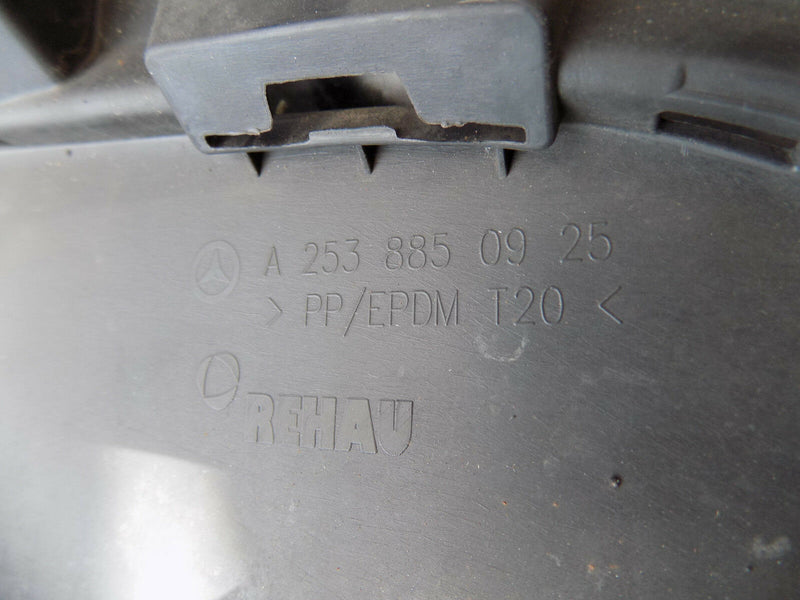 A 253 885 09 25
> PP/EPDM T20 <
REHAU